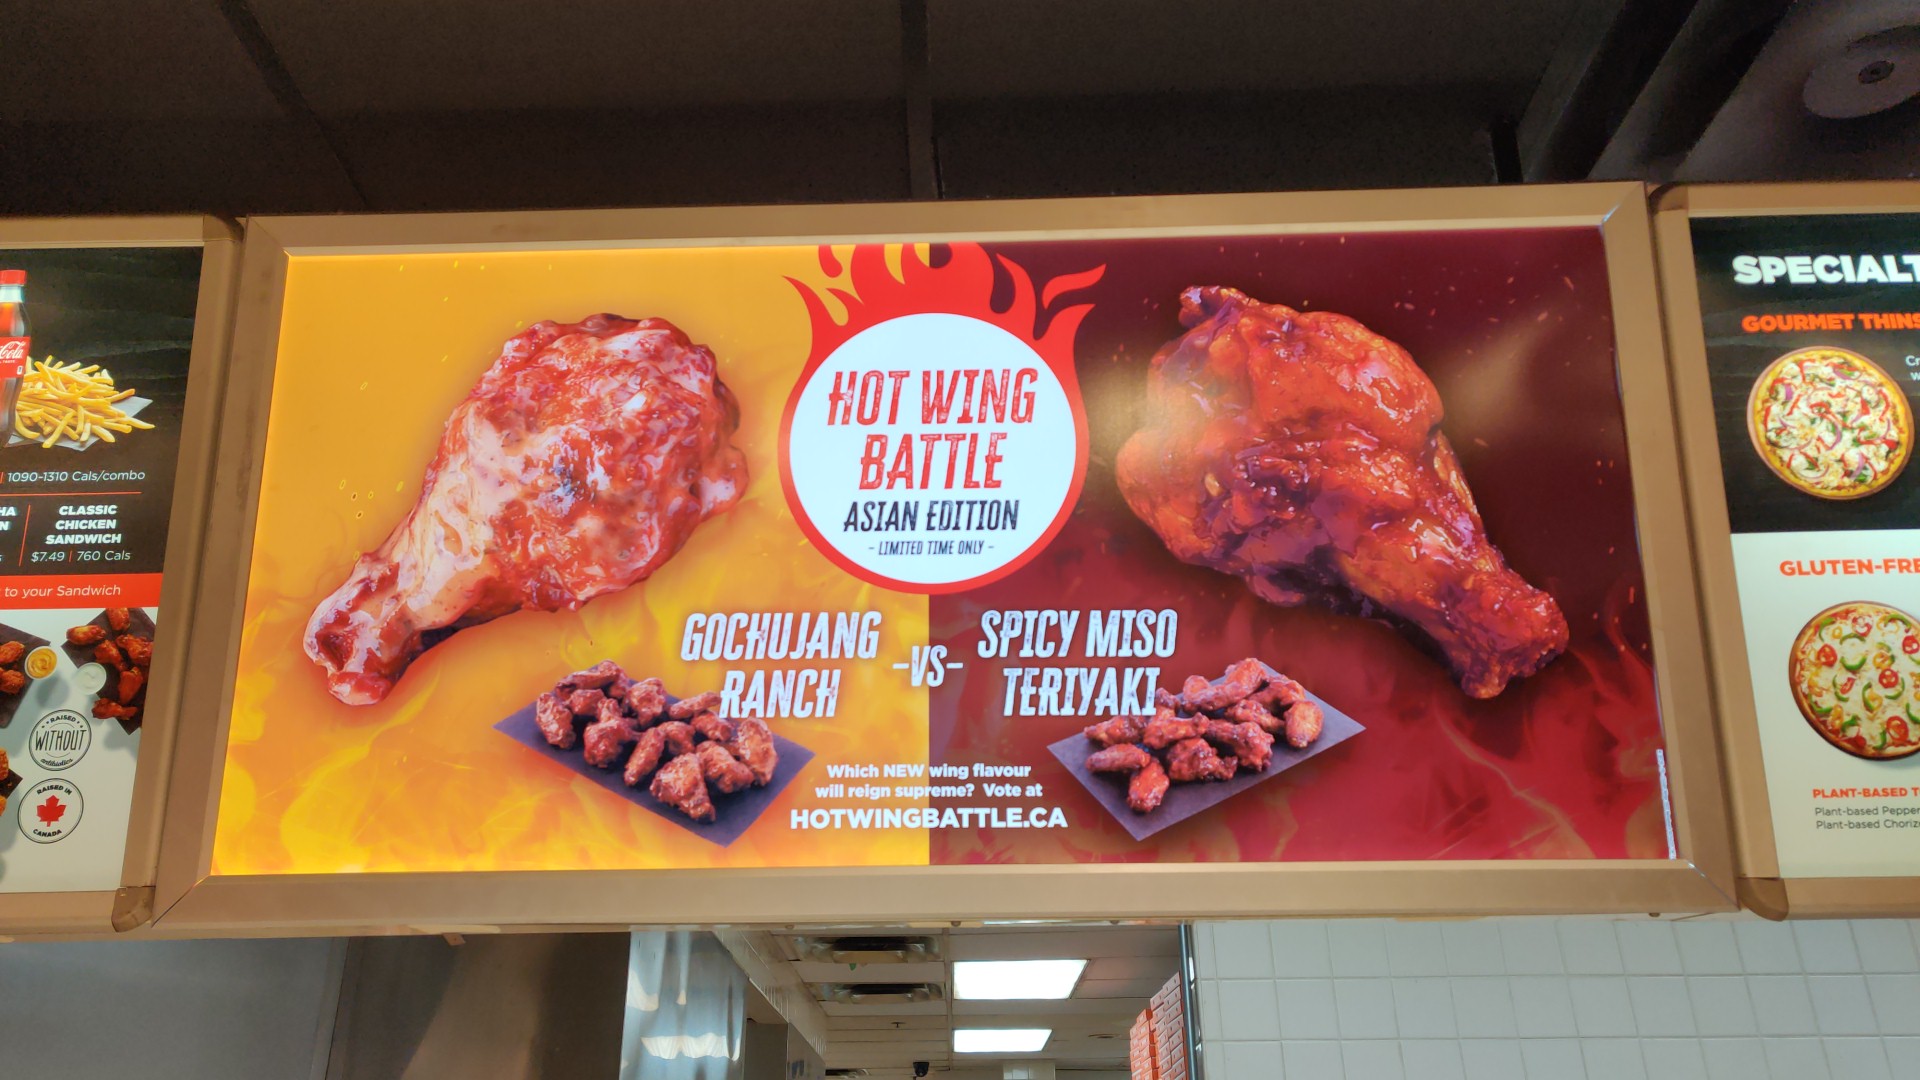 Cola
1090-1310 Cals/combo
CLASSIC
CHICKEN
SANDWICH
$7.49 | 760 Cals
to your Sandwich
RAISED
WITHOUT
antibiotics
RAISED IN
CANADA
HOT WING
BATTLE
ASIAN EDITION
- LIMITED TIME ONLY -
GOCHUJANG
RANCH
-VS-
SPICY MISO
TERIYAKI
Which NEW wing flavour
will reign supreme? Vote at
HOTWINGBATTLE.CA
SPECIALT
GOURMET THINS
GLUTEN-FRE
PLANT-BASED T
Plant-based Pepper
Plant-based Choriz